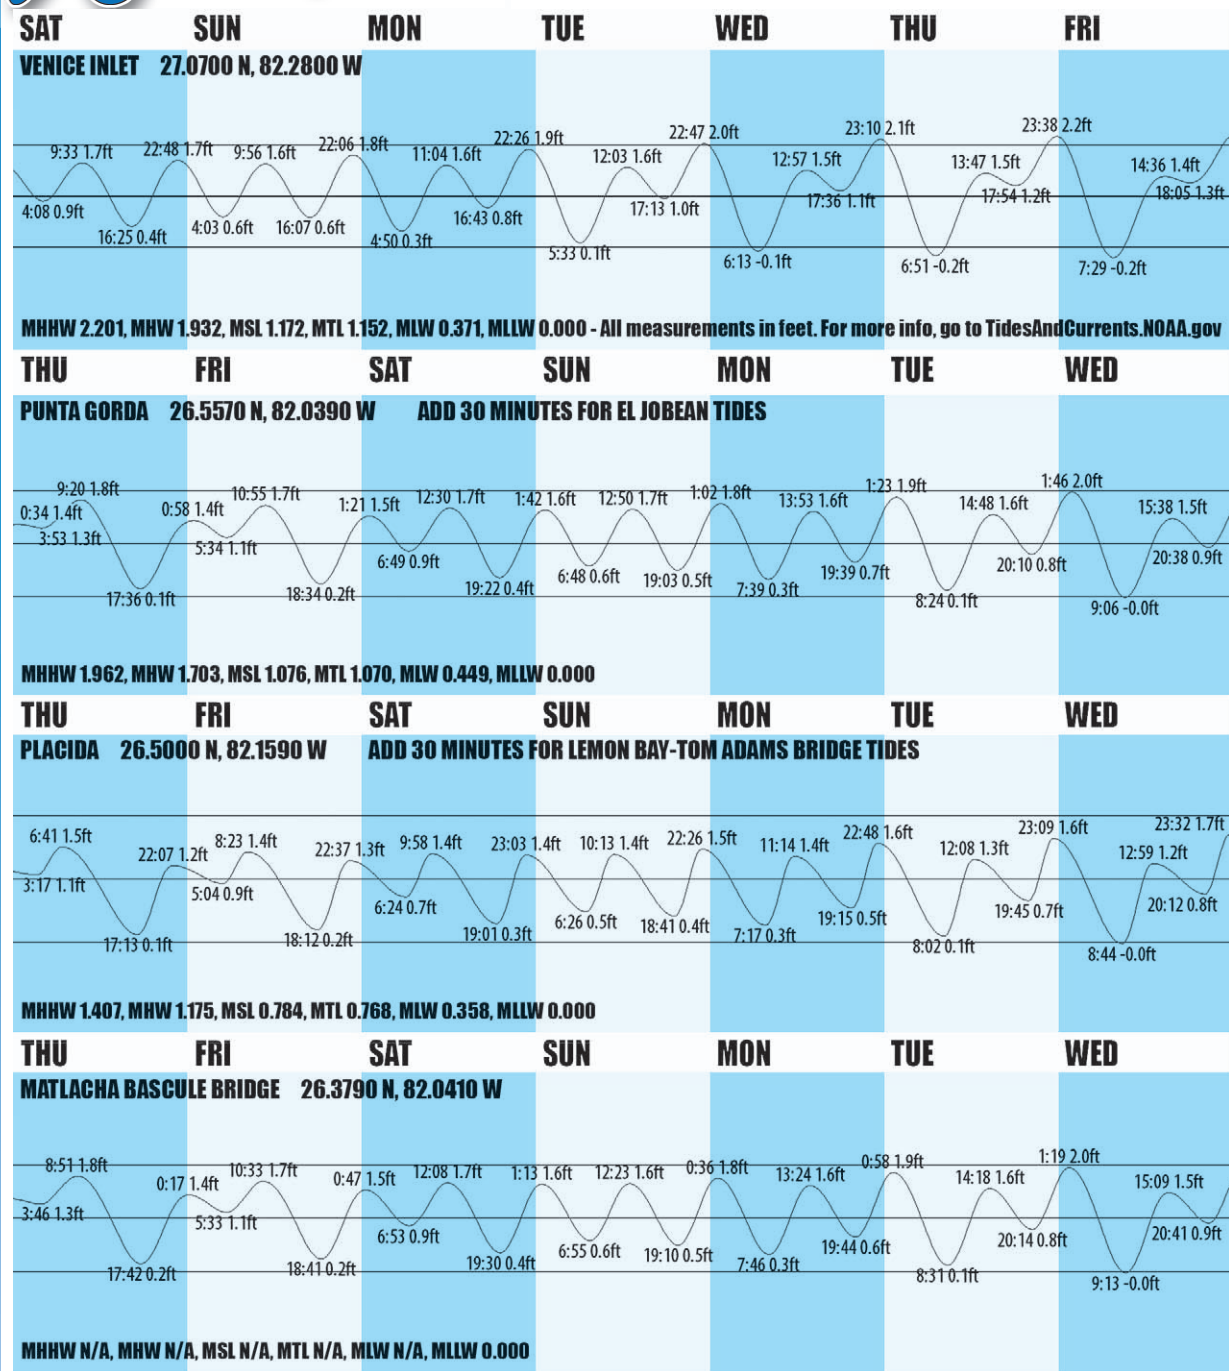 SAT SUN MON TUE WED THU FRI
VENICE INLET 27.0700 N, 82.2800 W
9:33 1.7ft 22:48 1.7ft 9:56 1.6ft 22:06 1.8ft 11:04 1.6ft 22:26 1.9ft 12:03 1.6ft 22:47 2.0ft 12:57 1.5ft 23:10 2.1ft 13:47 1.5ft 23:38 2.2ft 14:36 1.4ft
4:08 0.9ft 16:25 0.4ft 4:03 0.6ft 16:07 0.6ft 4:50 0.3ft 16:43 0.8ft 5:33 0.1ft 17:13 1.0ft 6:13 -0.1ft 17:36 1.1ft 6:51 -0.2ft 17:54 1.2ft 7:29 -0.2ft 18:05 1.3ft
MHHW 2.201, MHW 1.932, MSL 1.172, MTL 1.152, MLW 0.371, MLLW 0.000 - All measurements in feet. For more info, go to TidesAndCurrents.NOAA.gov
THU FRI SAT SUN MON TUE WED
PUNTA GORDA 26.5570 N, 82.0390 W ADD 30 MINUTES FOR EL JOBEAN TIDES
0:34 1.4ft 9:20 1.8ft 0:58 1.4ft 10:55 1.7ft 1:21 1.5ft 12:30 1.7ft 1:42 1.6ft 12:50 1.7ft 1:02 1.8ft 13:53 1.6ft 1:23 1.9ft 14:48 1.6ft 1:46 2.0ft 15:38 1.5ft
3:53 1.3ft 17:36 0.1ft 5:34 1.1ft 18:34 0.2ft 6:49 0.9ft 19:22 0.4ft 6:48 0.6ft 19:03 0.5ft 7:39 0.3ft 19:39 0.7ft 8:24 0.1ft 20:10 0.8ft 9:06 -0.0ft 20:38 0.9ft
MHHW 1.962, MHW 1.703, MSL 1.076, MTL 1.070, MLW 0.449, MLLW 0.000
THU FRI SAT SUN MON TUE WED
PLACIDA 26.5000 N, 82.1590 W ADD 30 MINUTES FOR LEMON BAY-TOM ADAMS BRIDGE TIDES
6:41 1.5ft 22:07 1.2ft 8:23 1.4ft 22:37 1.3ft 9:58 1.4ft 23:03 1.4ft 10:13 1.4ft 22:26 1.5ft 11:14 1.4ft 22:48 1.6ft 12:08 1.3ft 23:09 1.6ft 12:59 1.2ft 23:32 1.7ft
3:17 1.1ft 17:13 0.1ft 5:04 0.9ft 18:12 0.2ft 6:24 0.7ft 19:01 0.3ft 6:26 0.5ft 18:41 0.4ft 7:17 0.3ft 19:15 0.5ft 8:02 0.1ft 19:45 0.7ft 8:44 -0.0ft 20:12 0.8ft
MHHW 1.407, MHW 1.175, MSL 0.784, MTL 0.768, MLW 0.358, MLLW 0.000
THU FRI SAT SUN MON TUE WED
MATLACHA BASCULE BRIDGE 26.3790 N, 82.0410 W
8:51 1.8ft 0:17 1.4ft 10:33 1.7ft 0:47 1.5ft 12:08 1.7ft 1:13 1.6ft 12:23 1.6ft 0:36 1.8ft 13:24 1.6ft 0:58 1.9ft 14:18 1.6ft 1:19 2.0ft 15:09 1.5ft
3:46 1.3ft 17:42 0.2ft 5:33 1.1ft 18:41 0.2ft 6:53 0.9ft 19:30 0.4ft 6:55 0.6ft 19:10 0.5ft 7:46 0.3ft 19:44 0.6ft 8:31 0.1ft 20:14 0.8ft 9:13 -0.0ft 20:41 0.9ft
MHHW N/A, MHW N/A, MSL N/A, MTL N/A, MLW N/A, MLLW 0.000